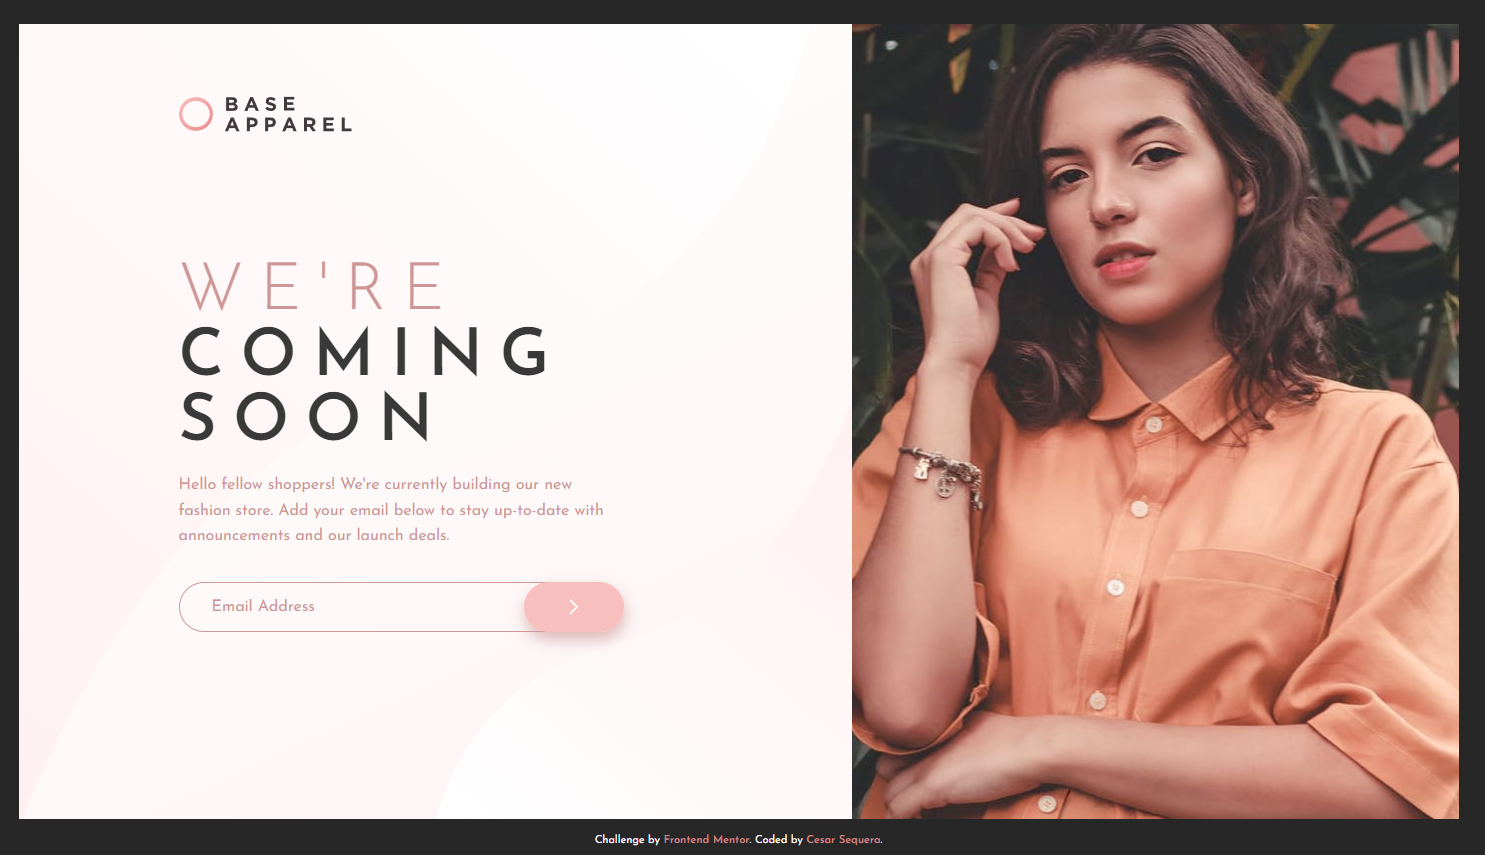 BASE
APPAREL
WE'RE
COMING
SOON
Hello fellow shoppers! We're currently building our new
fashion store. Add your email below to stay up-to-date with
announcements and our launch deals.
Email Address
Challenge by Frontend Mentor. Coded by Cesar Sequera.